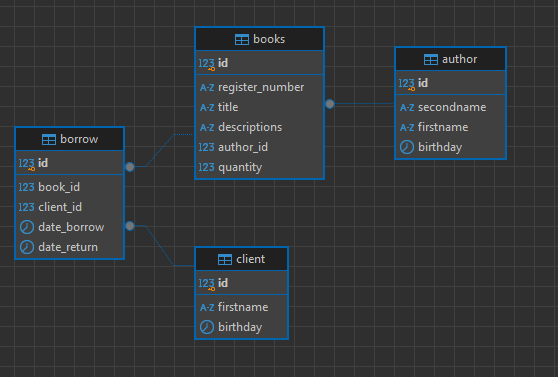 books
123 id
A-Z register_number
A-Z title
A-Z descriptions
123 author_id
123 quantity
author
123 id
A-Z secondname
A-Z firstname
birthday
borrow
123 id
123 book_id
123 client_id
date_borrow
date_return
client
123 id
A-Z firstname
birthday